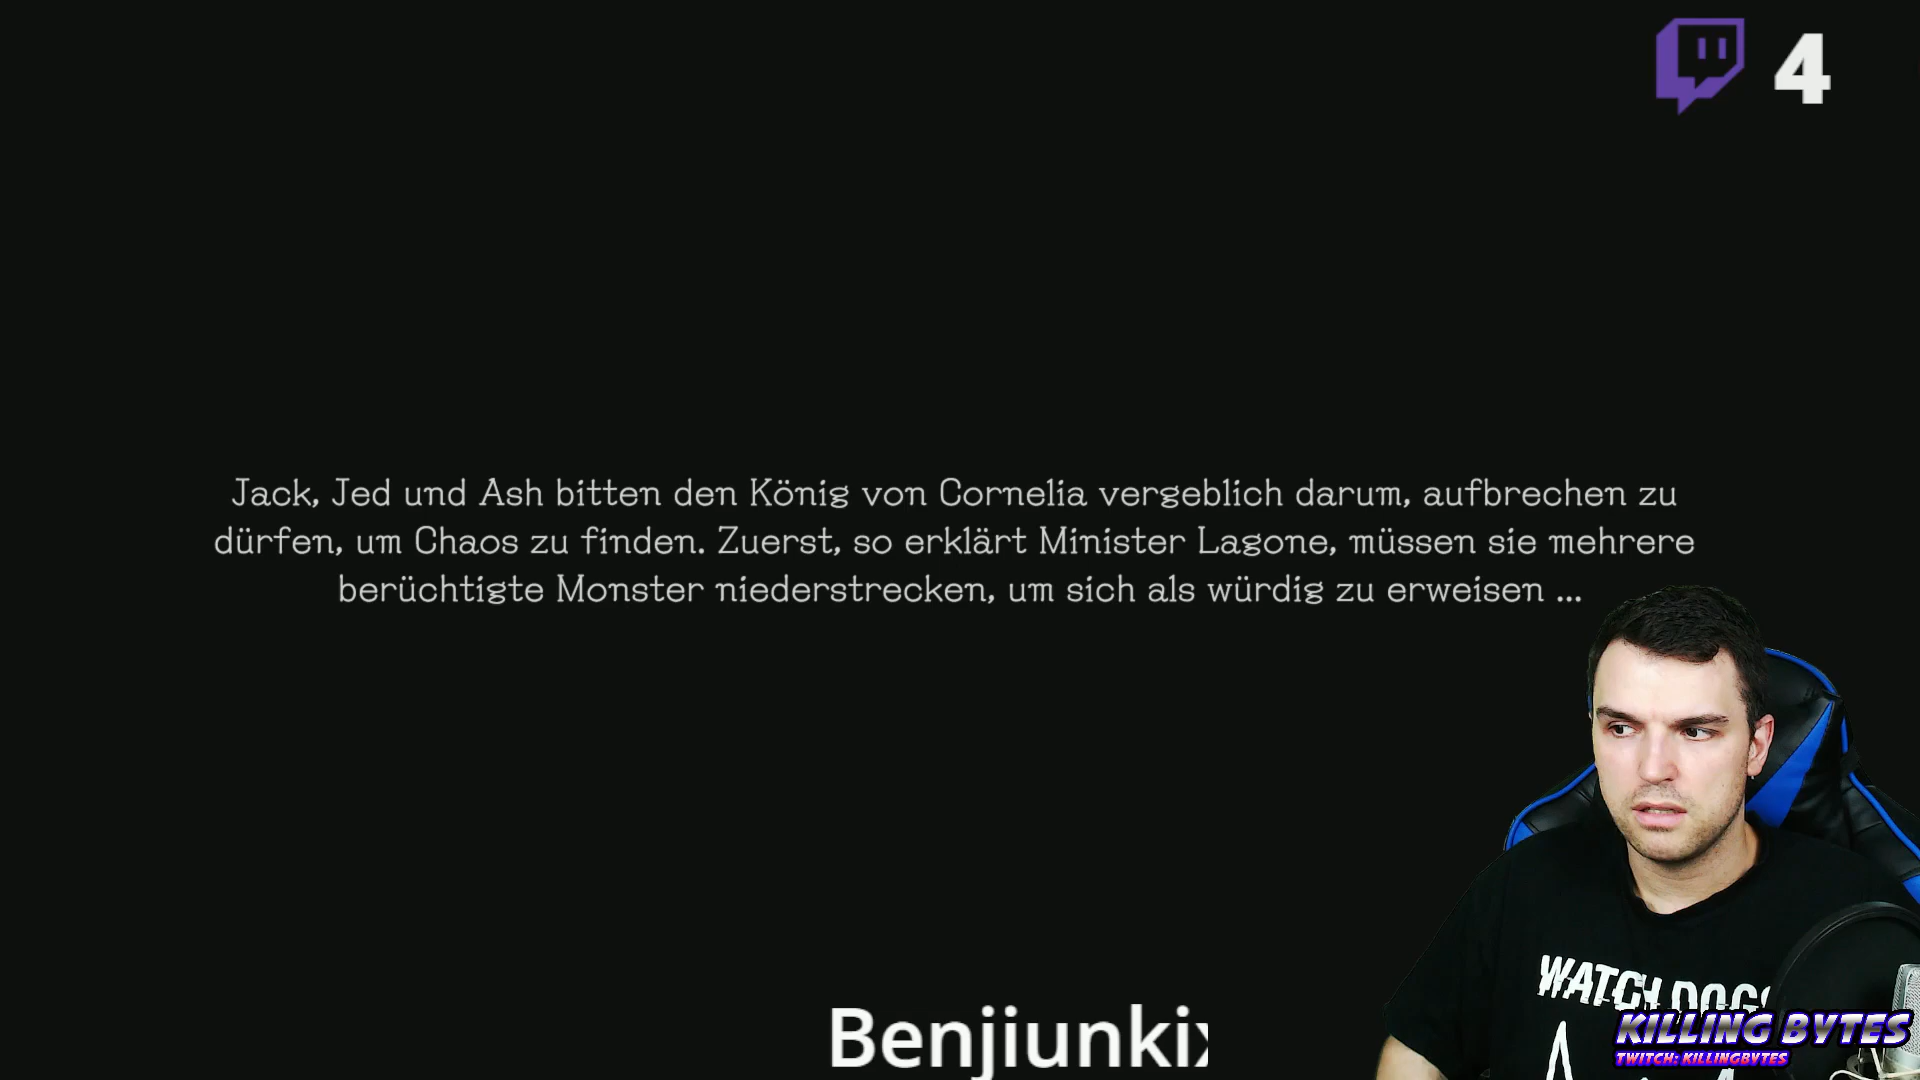 4
Jack, Jed und Ash bitten den König von Cornelia vergeblich darum, aufbrechen zu
dürfen, um Chaos zu finden. Zuerst, so erklärt Minister Lagone, müssen sie mehrere
berüchtigte Monster niederstrecken, um sich als würdig zu erweisen ...
WATCH DOGS
Benjiunkix
KILLING BYTES
TWITCH: KILLINGBYTES